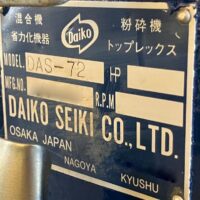 混合機
省力化機器
Daiko
粉砕機
トップレックス
MODEL. DAS-72 HP
MFG.NO. R.P.M
DAIKO SEIKI CO.,LTD.
OSAKA JAPAN
NAGOYA KYUSHU